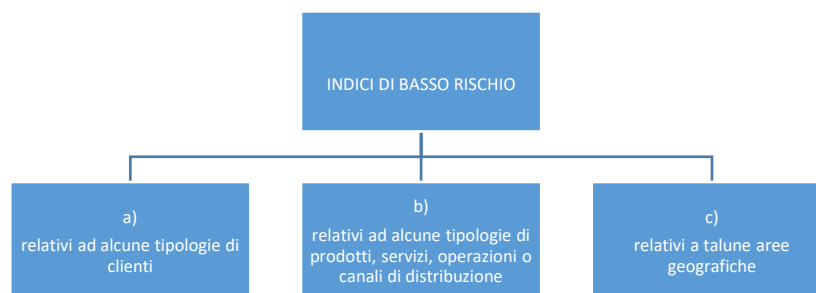 INDICI DI BASSO RISCHIO
a)
relativi ad alcune tipologie di
clienti
b)
relativi ad alcune tipologie di
prodotti, servizi, operazioni o
canali di distribuzione
c)
relativi a talune aree
geografiche